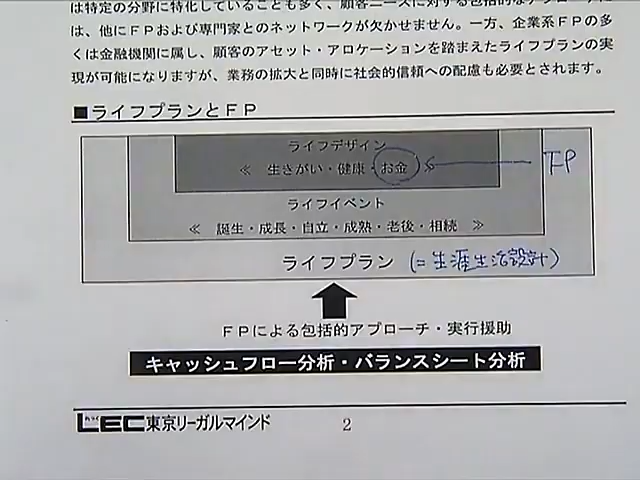 は特定の分野に特化していることも多く、顧客ニーズに対する包括的なアプローチに
は、他にFPおよび専門家とのネットワークが欠かせません。一方、企業系FPの多
くは金融機関に属し、顧客のアセット・アロケーションを踏まえたライフプランの実
現が可能になりますが、業務の拡大と同時に社会的信頼への配慮も必要とされます。
■ライフプランとFP
ライフデザイン
≪ 生きがい・健康・お金 ≫ FP
ライフイベント
≪ 誕生・成長・自立・成熟・老後・相続 ≫
ライフプラン (=生涯生活設計)
FPによる包括的アプローチ・実行援助
キャッシュフロー分析・バランスシート分析
LEC東京リーガルマインド 2